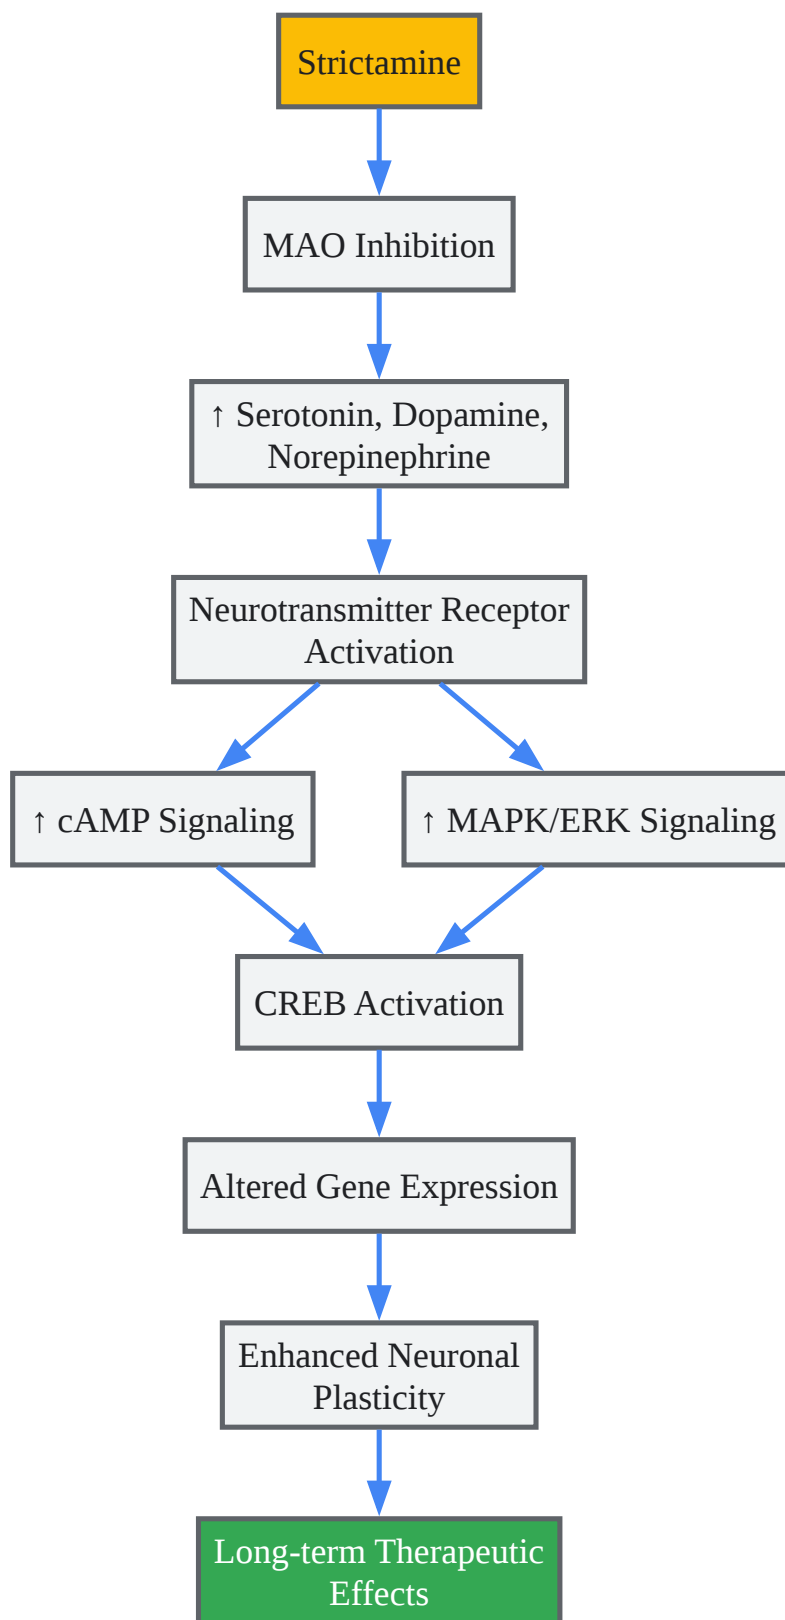 Strictamine
MAO Inhibition
↑ Serotonin, Dopamine,
Norepinephrine
Neurotransmitter Receptor
Activation
↑ cAMP Signaling
↑ MAPK/ERK Signaling
CREB Activation
Altered Gene Expression
Enhanced Neuronal
Plasticity
Long-term Therapeutic
Effects